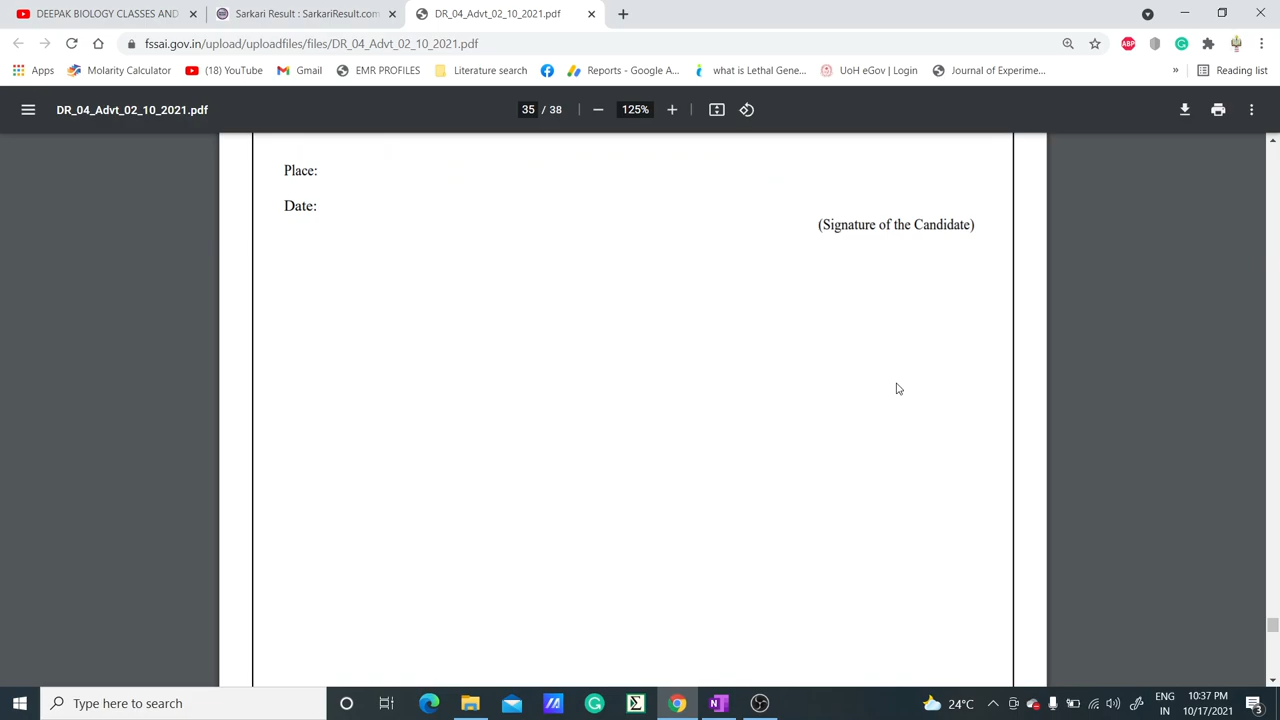 DEEPAK BIOLOGY CLASSES AND
Sarkari Result : SarkariResult.com
DR_04_Advt_02_10_2021.pdf
fssai.gov.in/upload/uploadfiles/files/DR_04_Advt_02_10_2021.pdf
ABP
Apps
Molarity Calculator
(18) YouTube
Gmail
EMR PROFILES
Literature search
Reports - Google A...
what is Lethal Gene...
UoH eGov | Login
Journal of Experime...
»
Reading list
DR_04_Advt_02_10_2021.pdf
35 / 38
125%
Place:
Date:
(Signature of the Candidate)
Type here to search
24°C
ENG
IN
10:37 PM
10/17/2021
3